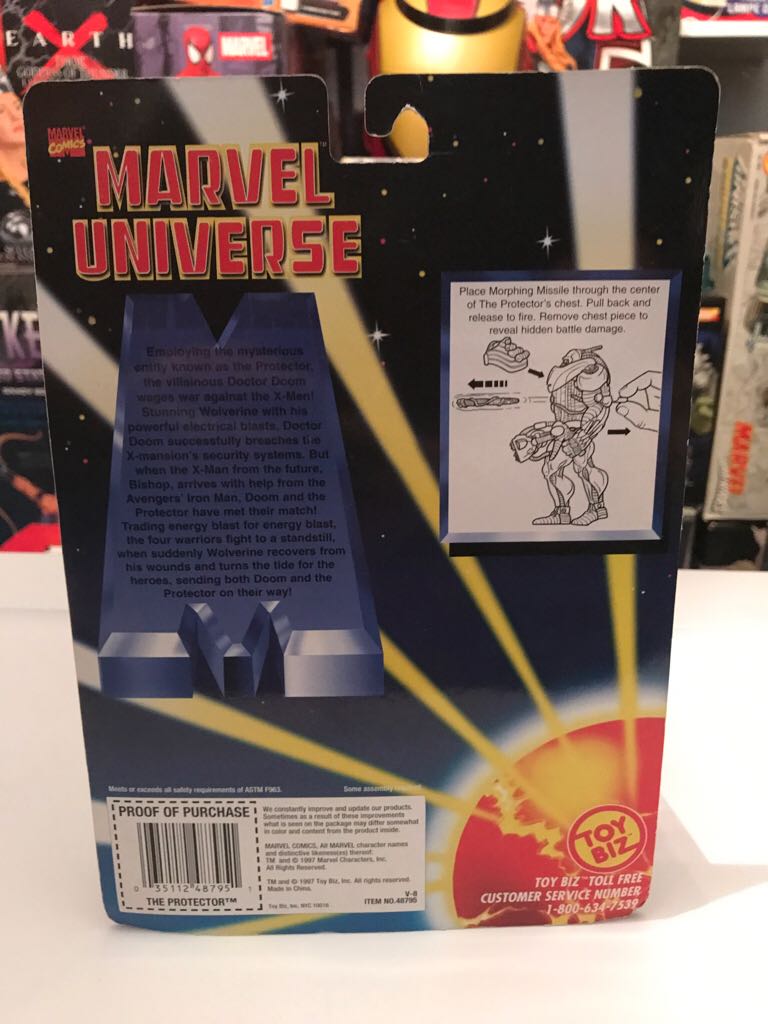 EARTH
MARVEL
MARVEL
COMICS
MARVEL
UNIVERSE
Employing the mysterious
entity known as the Protector,
the villainous Doctor Doom
wages war against the X-Men!
Stunning Wolverine with his
powerful electrical blasts, Doctor
Doom successfully breaches the
X-mansion's security systems. But
when the X-Man from the future,
Bishop, arrives with help from the
Avengers' Iron Man, Doom and the
Protector have met their match!
Trading energy blast for energy blast,
the four warriors fight to a standstill,
when suddenly Wolverine recovers from
his wounds and turns the tide for the
heroes, sending both Doom and the
Protector on their way!
Place Morphing Missile through the center
of The Protector's chest. Pull back and
release to fire. Remove chest piece to
reveal hidden battle damage.
MARVEL
Meets or exceeds all safety requirements of ASTM F963.
Some assembly
PROOF OF PURCHASE
0 35112 48795 1
THE PROTECTOR™
We constantly improve and update our products.
Sometimes as a result of these improvements
what is seen on the package may differ somewhat
in color and content from the product inside.
MARVEL COMICS, All MARVEL character names
and distinctive likeness(es) thereof:
TM and © 1997 Marvel Characters, Inc.
All Rights Reserved.
TM and © 1997 Toy Biz, Inc. All rights reserved.
Made in China.
Toy Biz, Inc. NYC 10016
V-8
ITEM NO.48795
TOY
BIZ
TOY BIZ™ TOLL FREE
CUSTOMER SERVICE NUMBER
1-800-634-7539